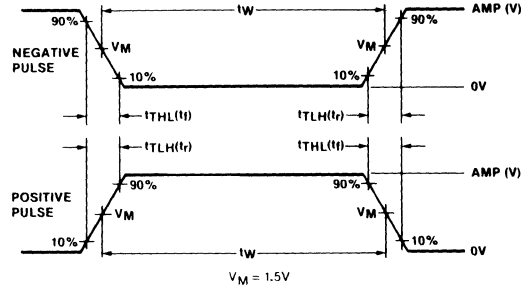 90% tW 90% AMP (V)
NEGATIVE PULSE VM VM
10% 10% 0V
tTHL(tf) tTLH(tr)
tTLH(tr) tTHL(tf)
90% 90% AMP (V)
POSITIVE PULSE VM VM
10% tW 10% 0V
VM = 1.5V